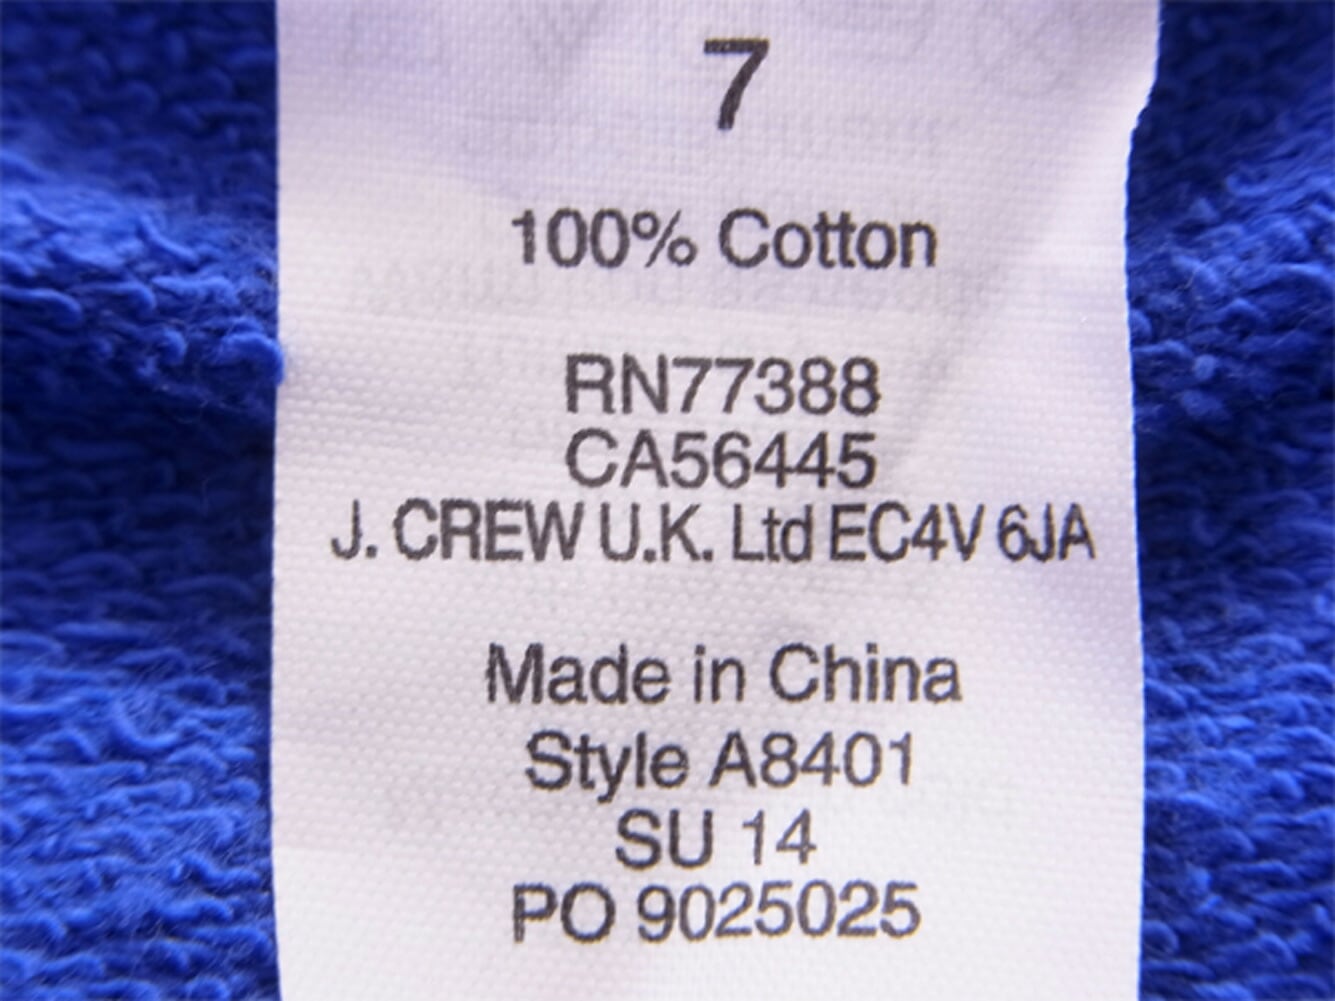 7
100% Cotton
RN77388
CA56445
J. CREW U.K. Ltd EC4V 6JA
Made in China
Style A8401
SU 14
PO 9025025